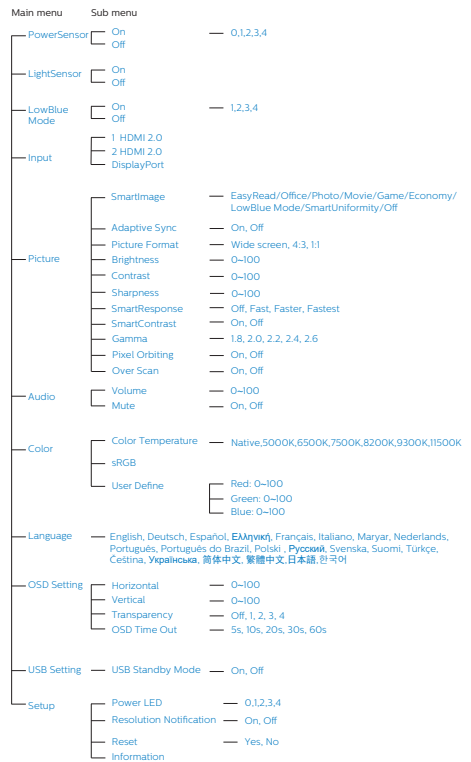 Main menu Sub menu
PowerSensor On 0,1,2,3,4
Off
LightSensor On
Off
LowBlue Mode On 1,2,3,4
Off
Input 1 HDMI 2.0
2 HDMI 2.0
DisplayPort
Picture SmartImage EasyRead/Office/Photo/Movie/Game/Economy/
LowBlue Mode/SmartUniformity/Off
Adaptive Sync On, Off
Picture Format Wide screen, 4:3, 1:1
Brightness 0~100
Contrast 0~100
Sharpness 0~100
SmartResponse Off, Fast, Faster, Fastest
SmartContrast On, Off
Gamma 1.8, 2.0, 2.2, 2.4, 2.6
Pixel Orbiting On, Off
Over Scan On, Off
Audio Volume 0~100
Mute On, Off
Color Color Temperature Native,5000K,6500K,7500K,8200K,9300K,11500K
sRGB
User Define Red: 0~100
Green: 0~100
Blue: 0~100
Language English, Deutsch, Español, Ελληνική, Français, Italiano, Maryar, Nederlands,
Português, Português do Brazil, Polski , Русский, Svenska, Suomi, Türkçe,
Čeština, Українська, 简体中文, 繁體中文,日本語,한국어
OSD Setting Horizontal 0~100
Vertical 0~100
Transparency Off, 1, 2, 3, 4
OSD Time Out 5s, 10s, 20s, 30s, 60s
USB Setting USB Standby Mode On, Off
Setup Power LED 0,1,2,3,4
Resolution Notification On, Off
Reset Yes, No
Information